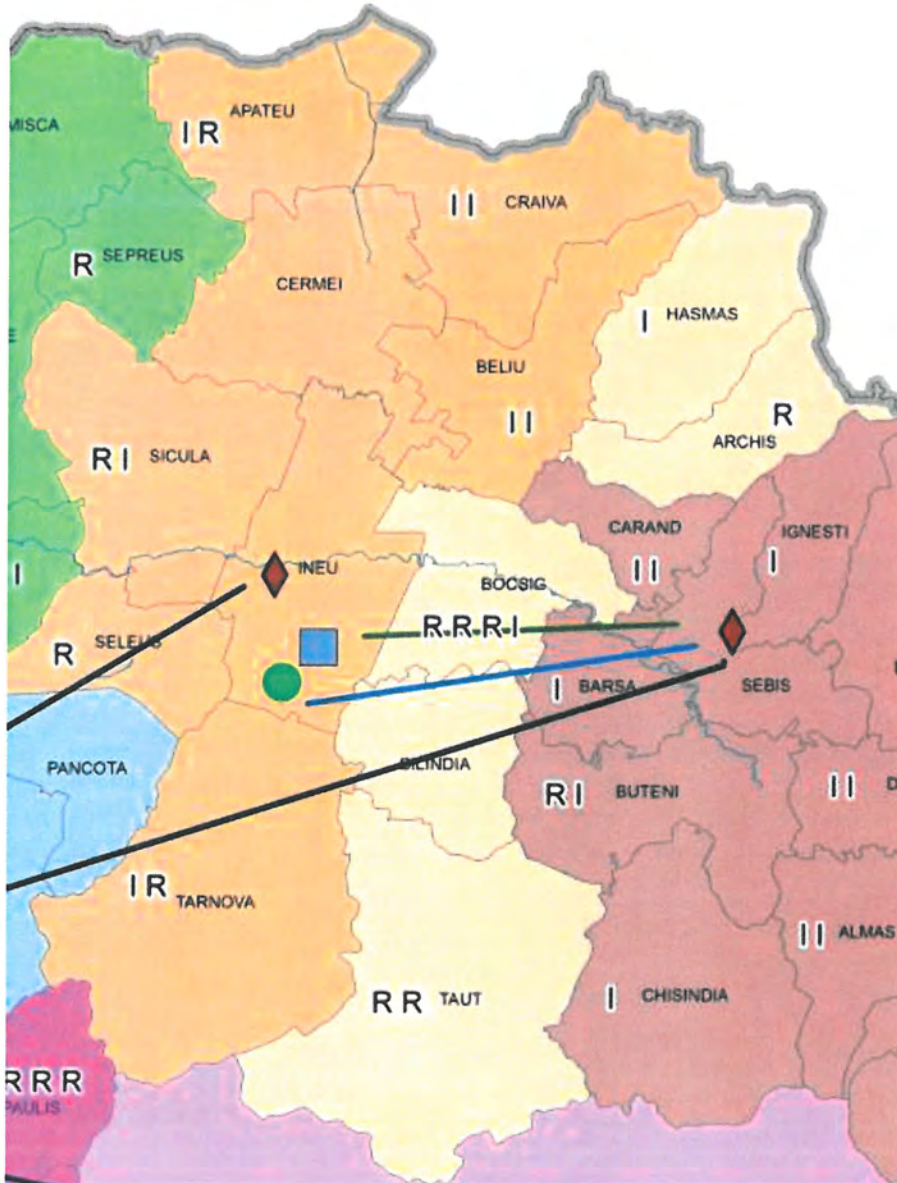 APATEU
MISCA
I R
I I CRAIVA
R SEPREUS
CERMEI
I HASMAS
BELIU
I I
R
ARCHIS
R I SICULA
CARAND
IGNESTI
I I
I
INEU
I
BOCSIG
R R R I
R SELEUS
I BARSA
SEBIS
PANCOTA
BILINDIA
R I BUTENI
I I D
I R
TARNOVA
I I ALMAS
R R TAUT
I CHISINDIA
R R R
PAULIS